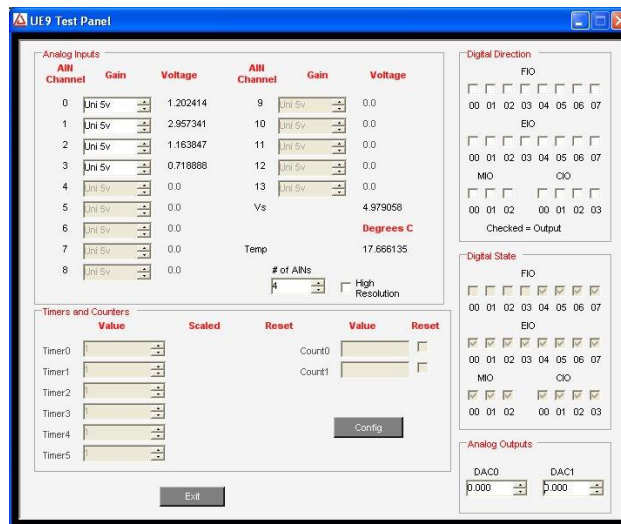 UE9 Test Panel
Analog Inputs
AIN Channel Gain Voltage AIN Channel Gain Voltage
0 Uni 5v 1.202414 9 Uni 5v 0.0
1 Uni 5v 2.957341 10 Uni 5v 0.0
2 Uni 5v 1.163847 11 Uni 5v 0.0
3 Uni 5v 0.718888 12 Uni 5v 0.0
4 Uni 5v 0.0 13 Uni 5v 0.0
5 Uni 5v 0.0 Vs 4.979058
6 Uni 5v 0.0 Degrees C
7 Uni 5v 0.0 Temp 17.666135
8 Uni 5v 0.0 # of AINs
4 High Resolution
Timers and Counters
Value Scaled Reset Value Reset
Timer0 1 Count0
Timer1 1 Count1
Timer2 1
Timer3 1
Timer4 1 Config
Timer5 1
Exit
Digital Direction
FIO
00 01 02 03 04 05 06 07
EIO
00 01 02 03 04 05 06 07
MIO CIO
00 01 02 00 01 02 03
Checked = Output
Digital State
FIO
00 01 02 03 04 05 06 07
EIO
00 01 02 03 04 05 06 07
MIO CIO
00 01 02 00 01 02 03
Analog Outputs
DAC0 DAC1
0.000 0.000